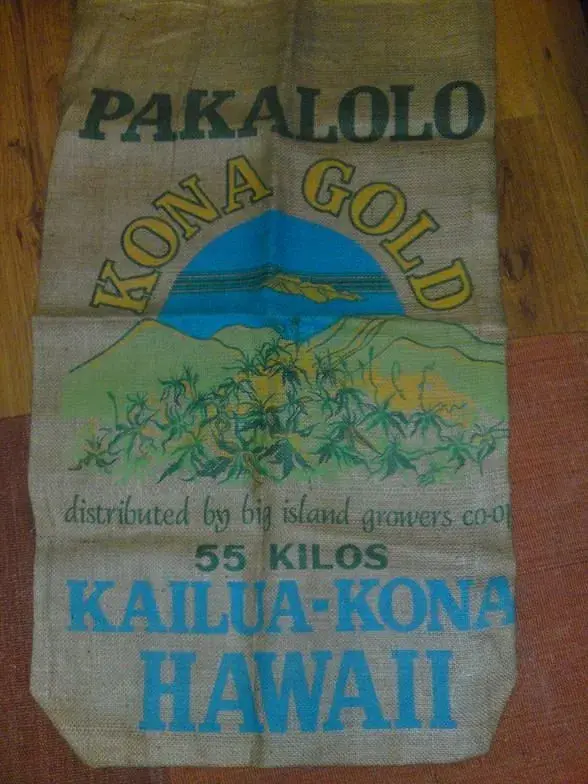 PAKALOLO
KONA GOLD
distributed by big island growers co-op
55 KILOS
KAILUA-KONA
HAWAII